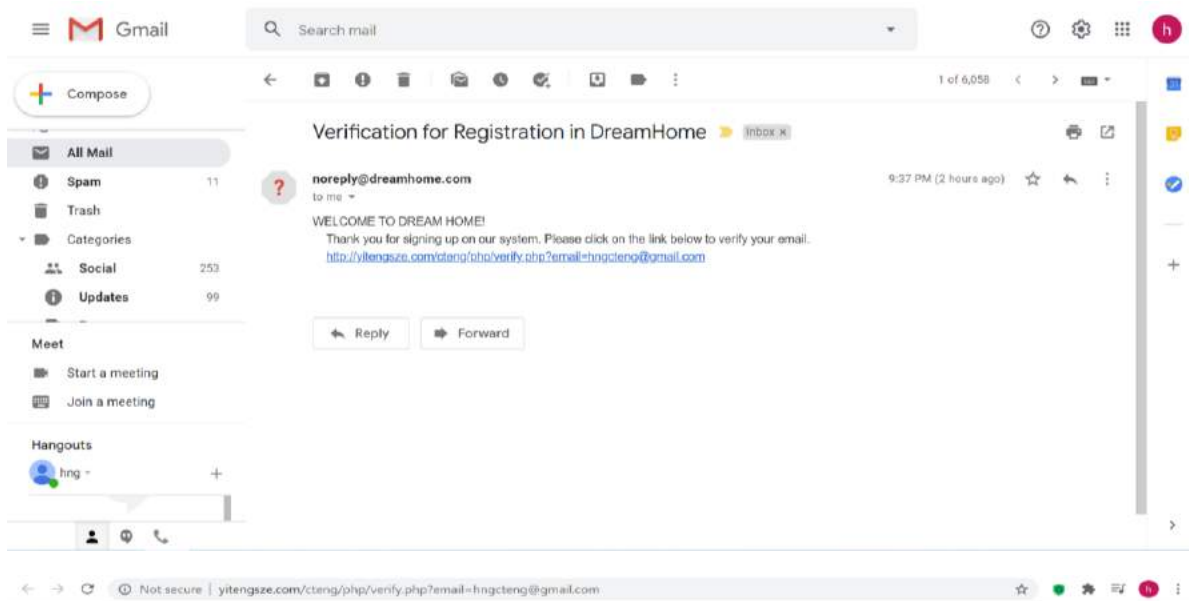 Gmail
Search mail
h
Compose
1 of 6,058
Verification for Registration in DreamHome
Inbox x
All Mail
Spam 11
Trash
Categories
Social 253
Updates 99
noreply@dreamhome.com
9:37 PM (2 hours ago)
to me
WELCOME TO DREAM HOME!
Thank you for signing up on our system. Please click on the link below to verify your email.
http://yitengsze.com/cteng/php/verify.php?email=hngcteng@gmail.com
Reply
Forward
Meet
Start a meeting
Join a meeting
Hangouts
hng
Not secure | yitengsze.com/cteng/php/verify.php?email=hngcteng@gmail.com
h